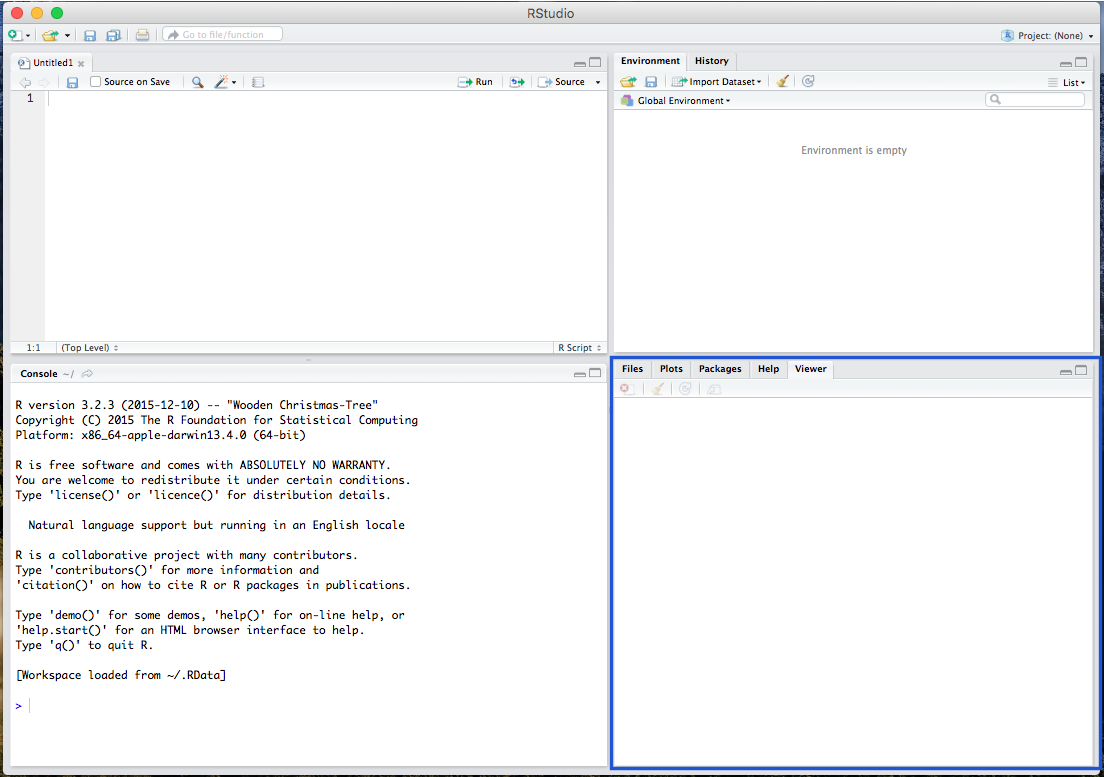 RStudio
Go to file/function
Project: (None)
Untitled1
Source on Save
Run
Source
1
1:1
(Top Level)
R Script
Environment
History
Import Dataset
List
Global Environment
Environment is empty
Console ~/
R version 3.2.3 (2015-12-10) -- "Wooden Christmas-Tree"
Copyright (C) 2015 The R Foundation for Statistical Computing
Platform: x86_64-apple-darwin13.4.0 (64-bit)
R is free software and comes with ABSOLUTELY NO WARRANTY.
You are welcome to redistribute it under certain conditions.
Type 'license()' or 'licence()' for distribution details.
Natural language support but running in an English locale
R is a collaborative project with many contributors.
Type 'contributors()' for more information and
'citation()' on how to cite R or R packages in publications.
Type 'demo()' for some demos, 'help()' for on-line help, or
'help.start()' for an HTML browser interface to help.
Type 'q()' to quit R.
[Workspace loaded from ~/.RData]
>
Files
Plots
Packages
Help
Viewer